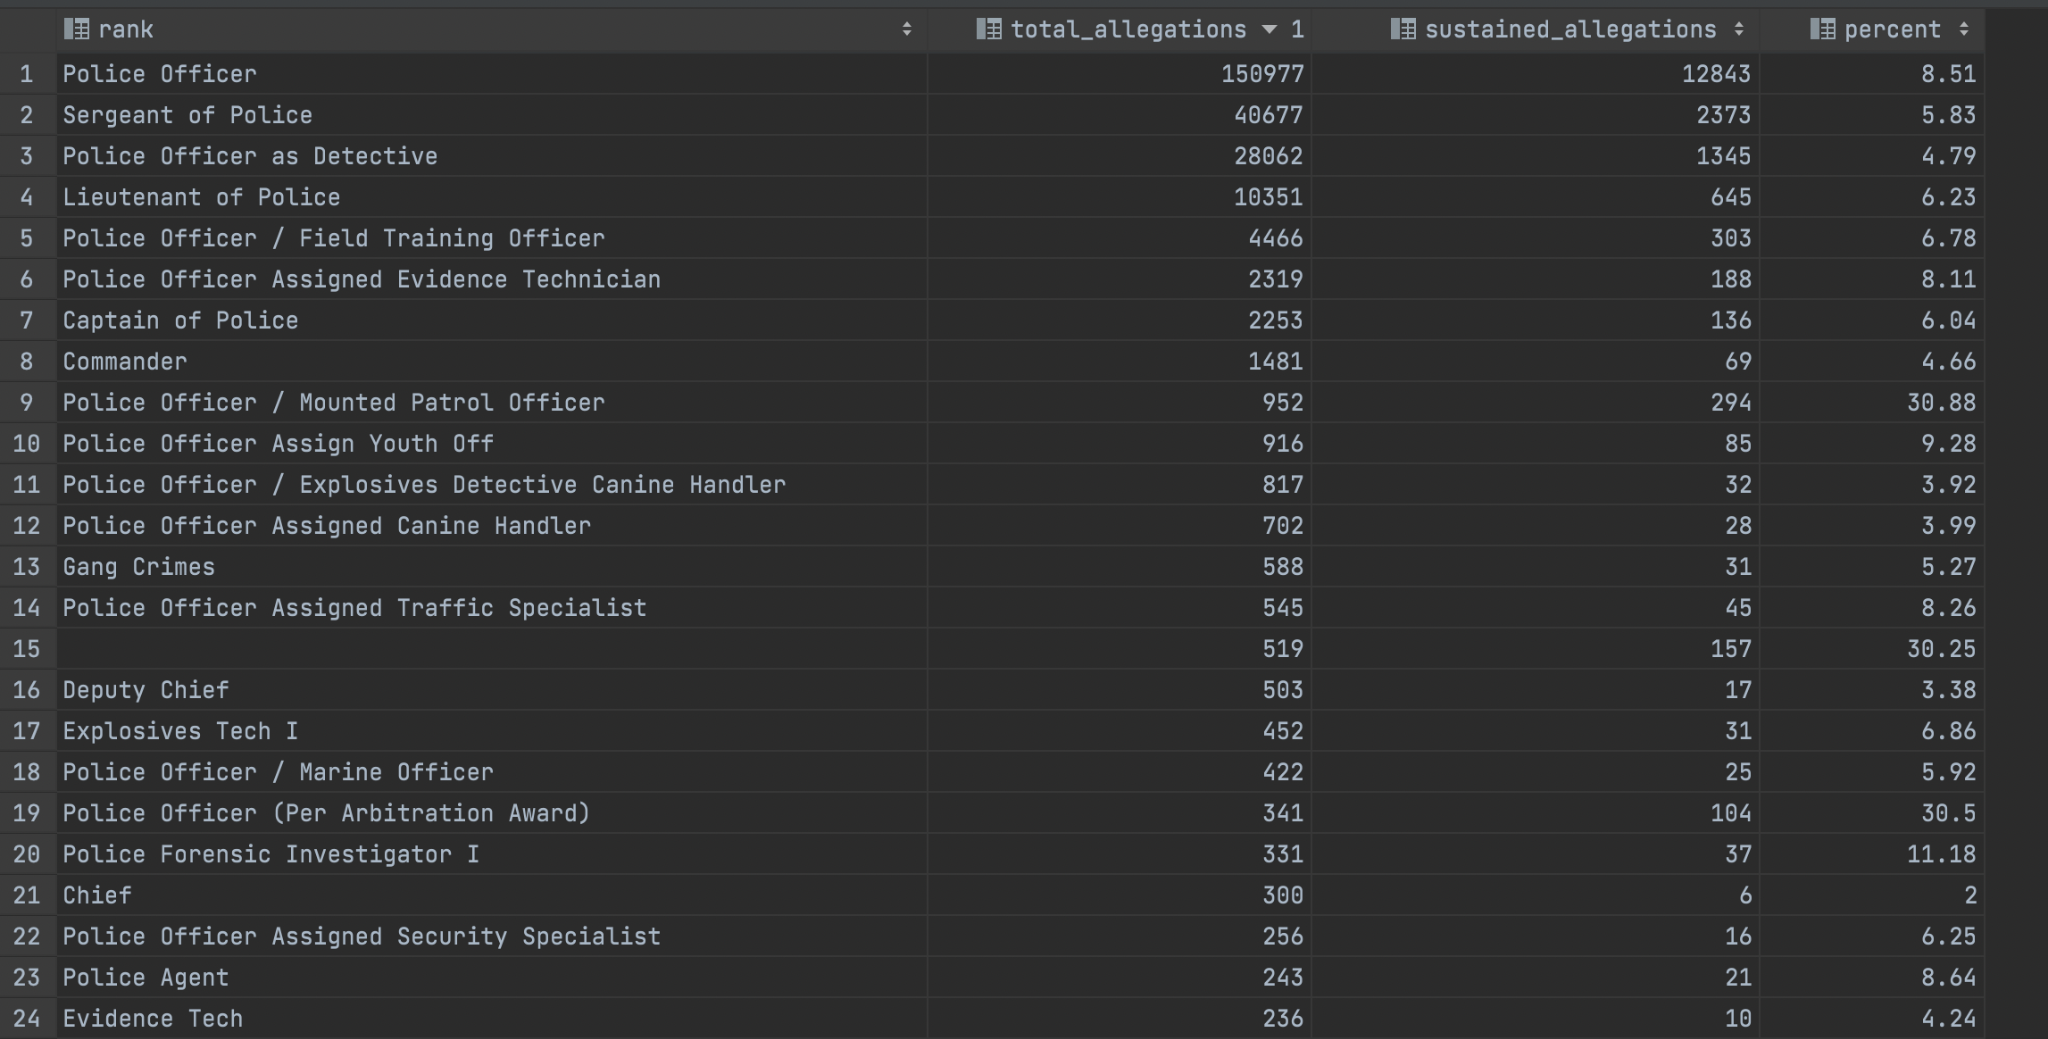 rank total_allegations 1 sustained_allegations percent
1 Police Officer 150977 12843 8.51
2 Sergeant of Police 40677 2373 5.83
3 Police Officer as Detective 28062 1345 4.79
4 Lieutenant of Police 10351 645 6.23
5 Police Officer / Field Training Officer 4466 303 6.78
6 Police Officer Assigned Evidence Technician 2319 188 8.11
7 Captain of Police 2253 136 6.04
8 Commander 1481 69 4.66
9 Police Officer / Mounted Patrol Officer 952 294 30.88
10 Police Officer Assign Youth Off 916 85 9.28
11 Police Officer / Explosives Detective Canine Handler 817 32 3.92
12 Police Officer Assigned Canine Handler 702 28 3.99
13 Gang Crimes 588 31 5.27
14 Police Officer Assigned Traffic Specialist 545 45 8.26
15 519 157 30.25
16 Deputy Chief 503 17 3.38
17 Explosives Tech I 452 31 6.86
18 Police Officer / Marine Officer 422 25 5.92
19 Police Officer (Per Arbitration Award) 341 104 30.5
20 Police Forensic Investigator I 331 37 11.18
21 Chief 300 6 2
22 Police Officer Assigned Security Specialist 256 16 6.25
23 Police Agent 243 21 8.64
24 Evidence Tech 236 10 4.24